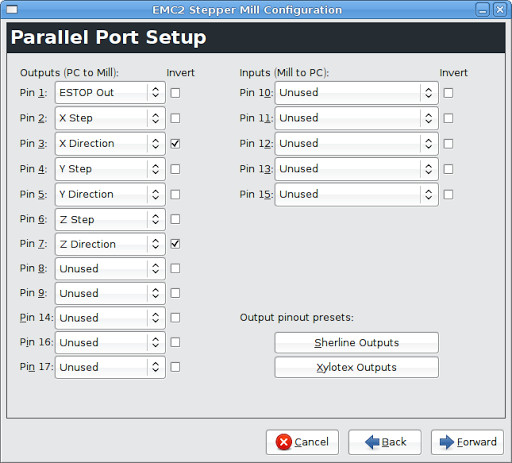 EMC2 Stepper Mill Configuration
Parallel Port Setup
Outputs (PC to Mill): Invert
Pin 1: ESTOP Out
Pin 2: X Step
Pin 3: X Direction
Pin 4: Y Step
Pin 5: Y Direction
Pin 6: Z Step
Pin 7: Z Direction
Pin 8: Unused
Pin 9: Unused
Pin 14: Unused
Pin 16: Unused
Pin 17: Unused
Inputs (Mill to PC): Invert
Pin 10: Unused
Pin 11: Unused
Pin 12: Unused
Pin 13: Unused
Pin 15: Unused
Output pinout presets:
Sherline Outputs
Xylotex Outputs
Cancel Back Forward